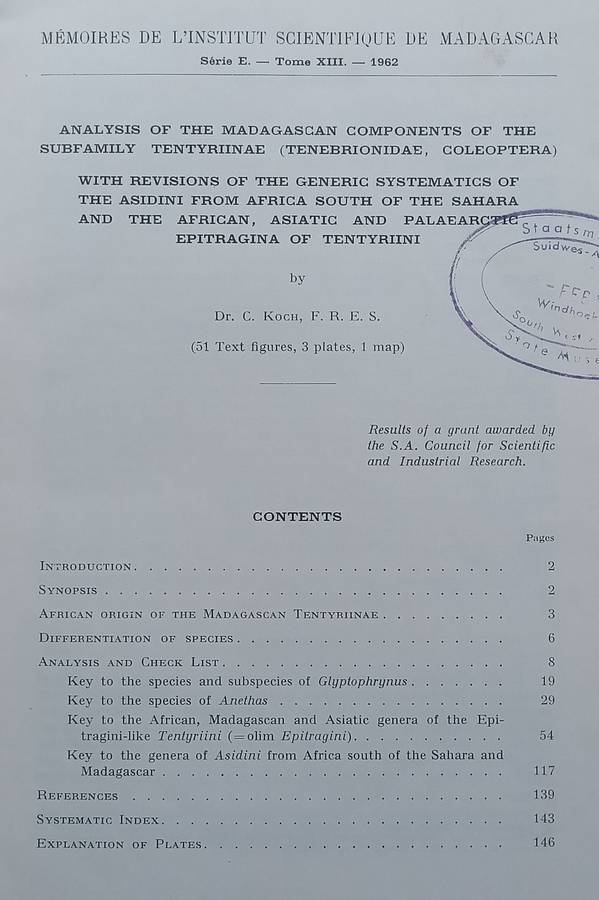 MÉMOIRES DE L'INSTITUT SCIENTIFIQUE DE MADAGASCAR
Série E. — Tome XIII. — 1962
ANALYSIS OF THE MADAGASCAN COMPONENTS OF THE
SUBFAMILY TENTYRIINAE (TENEBRIONIDAE, COLEOPTERA)
WITH REVISIONS OF THE GENERIC SYSTEMATICS OF
THE ASIDINI FROM AFRICA SOUTH OF THE SAHARA
AND THE AFRICAN, ASIATIC AND PALAEARCTIC
EPITRAGINA OF TENTYRIINI
Staatsm
Suidwes-A
Windhoek
South West
State Muse
by
Dr. C. KOCH, F. R. E. S.
(51 Text figures, 3 plates, 1 map)
Results of a grant awarded by
the S.A. Council for Scientific
and Industrial Research.
CONTENTS
Pages
INTRODUCTION. . . . . . . . . . . . . . . . . . . . . . . . . . 2
SYNOPSIS . . . . . . . . . . . . . . . . . . . . . . . . . . . . 2
AFRICAN ORIGIN OF THE MADAGASCAN TENTYRIINAE . . . . . . . . . 3
DIFFERENTIATION OF SPECIES . . . . . . . . . . . . . . . . . . . 6
ANALYSIS AND CHECK LIST . . . . . . . . . . . . . . . . . . . . 8
Key to the species and subspecies of Glyptophrynus . . . . . . . 19
Key to the species of Anethas . . . . . . . . . . . . . . . . 29
Key to the African, Madagascan and Asiatic genera of the Epi-
tragini-like Tentyriini (=olim Epitragini). . . . . . . . . . . 54
Key to the genera of Asidini from Africa south of the Sahara and
Madagascar . . . . . . . . . . . . . . . . . . . . . . . . 117
REFERENCES . . . . . . . . . . . . . . . . . . . . . . . . . . 139
SYSTEMATIC INDEX. . . . . . . . . . . . . . . . . . . . . . . . 143
EXPLANATION OF PLATES. . . . . . . . . . . . . . . . . . . . . 146